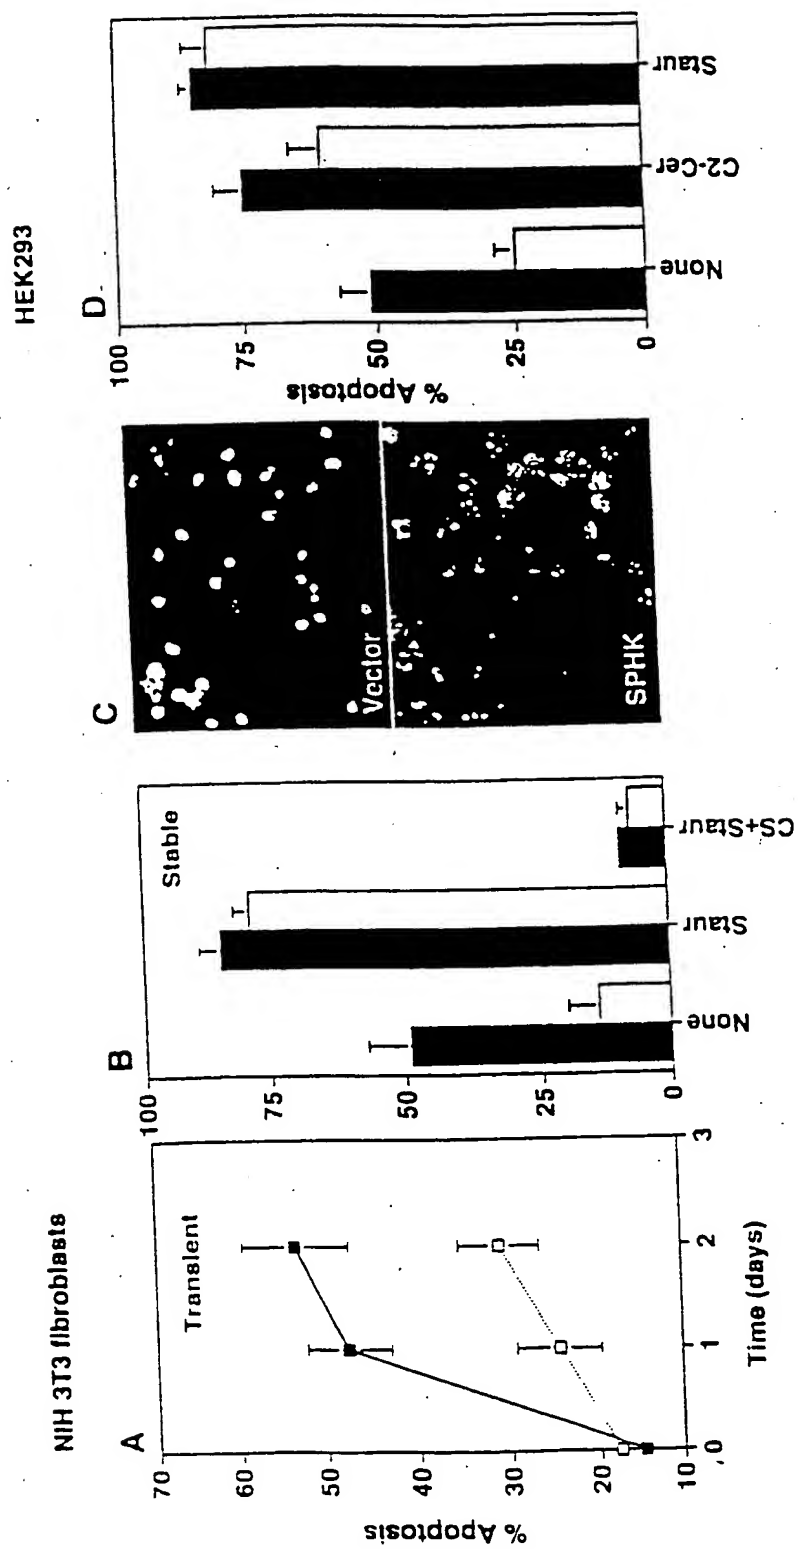 NIH 3T3 fibroblasts
A
Transient
% Apoptosis
70
60
50
40
30
20
10
0
1
2
3
Time (days)
B
Stable
100
75
50
25
0
None
Staur
CS+Staur
C
Vector
SPHK
HEK293
D
% Apoptosis
100
75
50
25
0
None
C2-Cer
Staur